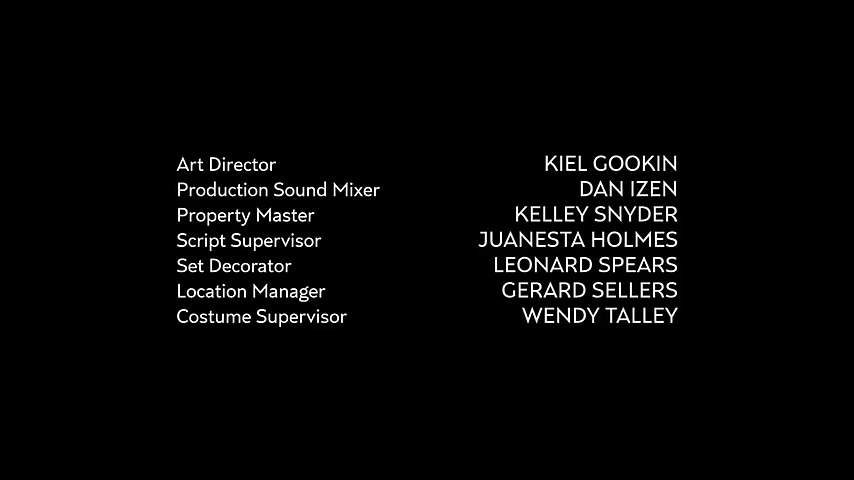 Art Director KIEL GOOKIN
Production Sound Mixer DAN IZEN
Property Master KELLEY SNYDER
Script Supervisor JUANESTA HOLMES
Set Decorator LEONARD SPEARS
Location Manager GERARD SELLERS
Costume Supervisor WENDY TALLEY